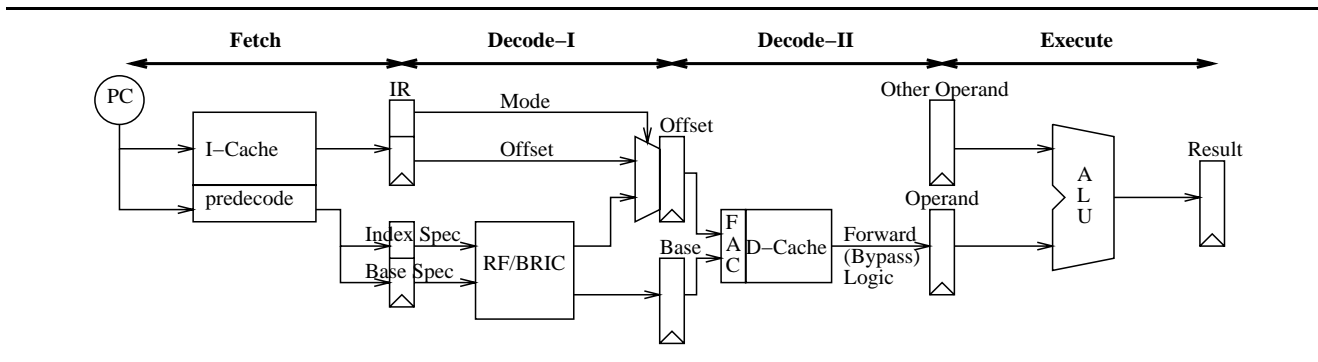 Fetch
Decode−I
Decode−II
Execute
PC
IR
Mode
Offset
Offset
Other Operand
I−Cache
predecode
Index Spec
Base Spec
RF/BRIC
Base
F
A
C
D−Cache
Forward
(Bypass)
Logic
Operand
A
L
U
Result